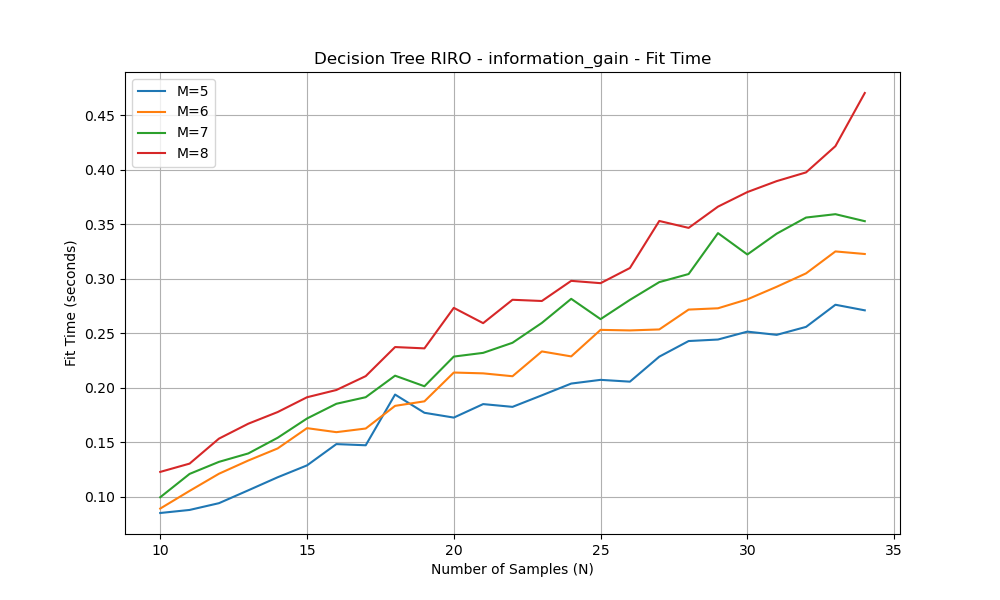 Decision Tree RIRO - information_gain - Fit Time
M=5
M=6
M=7
M=8
0.45
0.40
0.35
0.30
0.25
0.20
0.15
0.10
Fit Time (seconds)
10 15 20 25 30 35
Number of Samples (N)